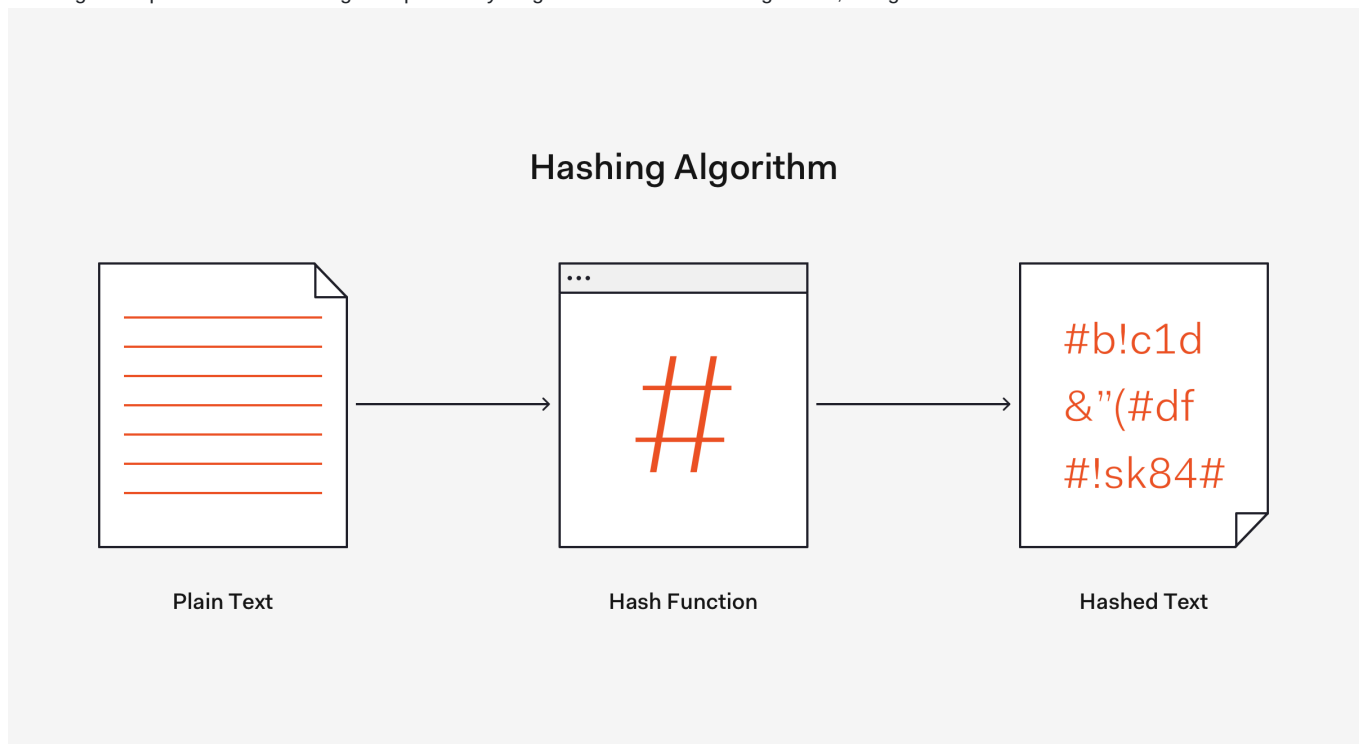 Hashing Algorithm
#
#b!c1d
&”(#df
#!sk84#
Plain Text
Hash Function
Hashed Text